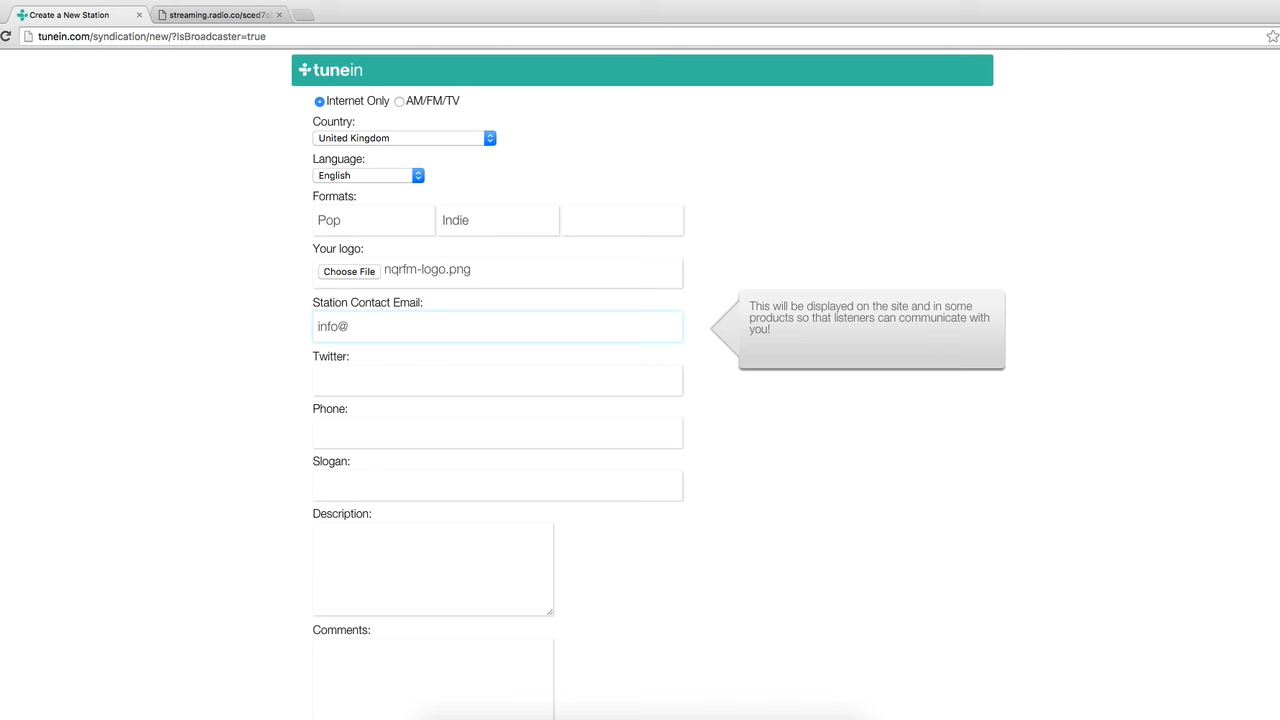 Create a New Station
streaming.radio.co/sced7
tunein.com/syndication/new/?IsBroadcaster=true
tunein
Internet Only AM/FM/TV
Country:
United Kingdom
Language:
English
Formats:
Pop Indie
Your logo:
Choose File nqrfm-logo.png
Station Contact Email:
info@
This will be displayed on the site and in some
products so that listeners can communicate with
you!
Twitter:
Phone:
Slogan:
Description:
Comments: